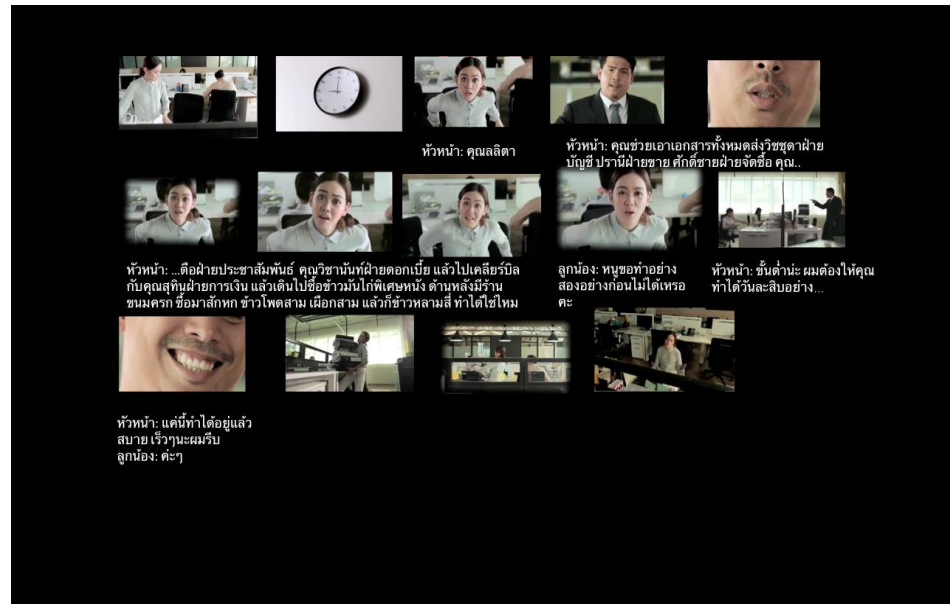 หัวหน้า: คุณลลิตา
หัวหน้า: คุณช่วยเอาเอกสารทั้งหมดส่งวิชชุดาฝ่าย
บัญชี ปรานีฝ่ายขาย ศักดิ์ชายฝ่ายจัดซื้อ คุณ..
หัวหน้า: ...ดือฝ่ายประชาสัมพันธ์ คุณวิชานันท์ฝ่ายดอกเบี้ย แล้วไปเคลียร์บิล
กับคุณสุทินฝ่ายการเงิน แล้วเดินไปซื้อข้าวมันไก่พิเศษหนัง ด้านหลังมีร้าน
ขนมครก ซื้อมาสักหก ข้าวโพดสาม เผือกสาม แล้วก็ข้าวหลามสี่ ทำได้ใช่ไหม
ลูกน้อง: หนูขอทำอย่าง
สองอย่างก่อนไม่ได้เหรอ
คะ
หัวหน้า: ขั้นต่ำน่ะ ผมต้องให้คุณ
ทำได้วันละสิบอย่าง...
หัวหน้า: แค่นี้ทำได้อยู่แล้ว
สบาย เร็วๆนะผมรีบ
ลูกน้อง: ค่ะๆ